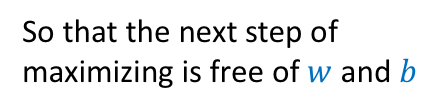 So that the next step of
maximizing is free of w and b